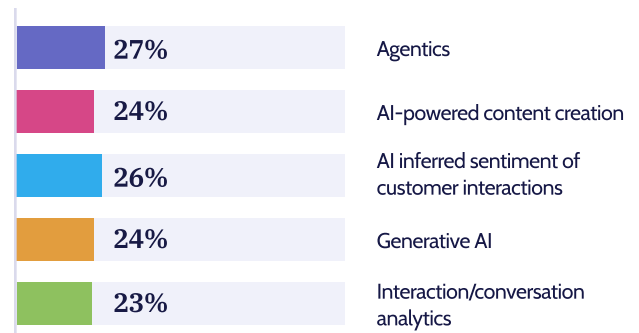 27% Agentics
24% AI-powered content creation
26% AI inferred sentiment of
customer interactions
24% Generative AI
23% Interaction/conversation
analytics